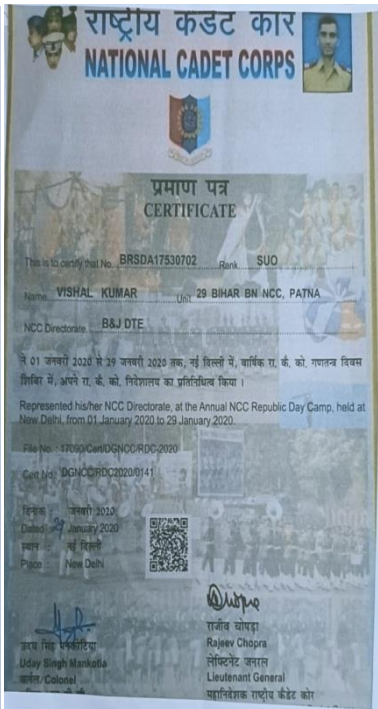 राष्ट्रीय कैडेट कोर
NATIONAL CADET CORPS
प्रमाण पत्र
CERTIFICATE
This is to certify that No. BRSDA17530702 Rank SUO
Name VISHAL KUMAR Unit 29 BIHAR BN NCC, PATNA
NCC Directorate B&J DTE
ने 01 जनवरी 2020 से 29 जनवरी 2020 तक, नई दिल्ली में, वार्षिक रा. कै. को. गणतन्त्र दिवस
शिविर में, अपने रा. कै. को. निदेशालय का प्रतिनिधित्व किया ।
Represented his/her NCC Directorate, at the Annual NCC Republic Day Camp, held at
New Delhi, from 01 January 2020 to 29 January 2020.
File No. : 17090/Cert/DGNCC/RDC-2020
Cert No. DGNCC/RDC2020/0141
दिनांक : जनवरी 2020
Dated : 29 January 2020
स्थान : नई दिल्ली
Place : New Delhi
राजीव चोपड़ा
उदय सिंह मनकोटिया Rajeev Chopra
Uday Singh Mankotia लेफ्टिनेंट जनरल
कर्नल/Colonel Lieutenant General
महानिदेशक राष्ट्रीय कैडेट कोर